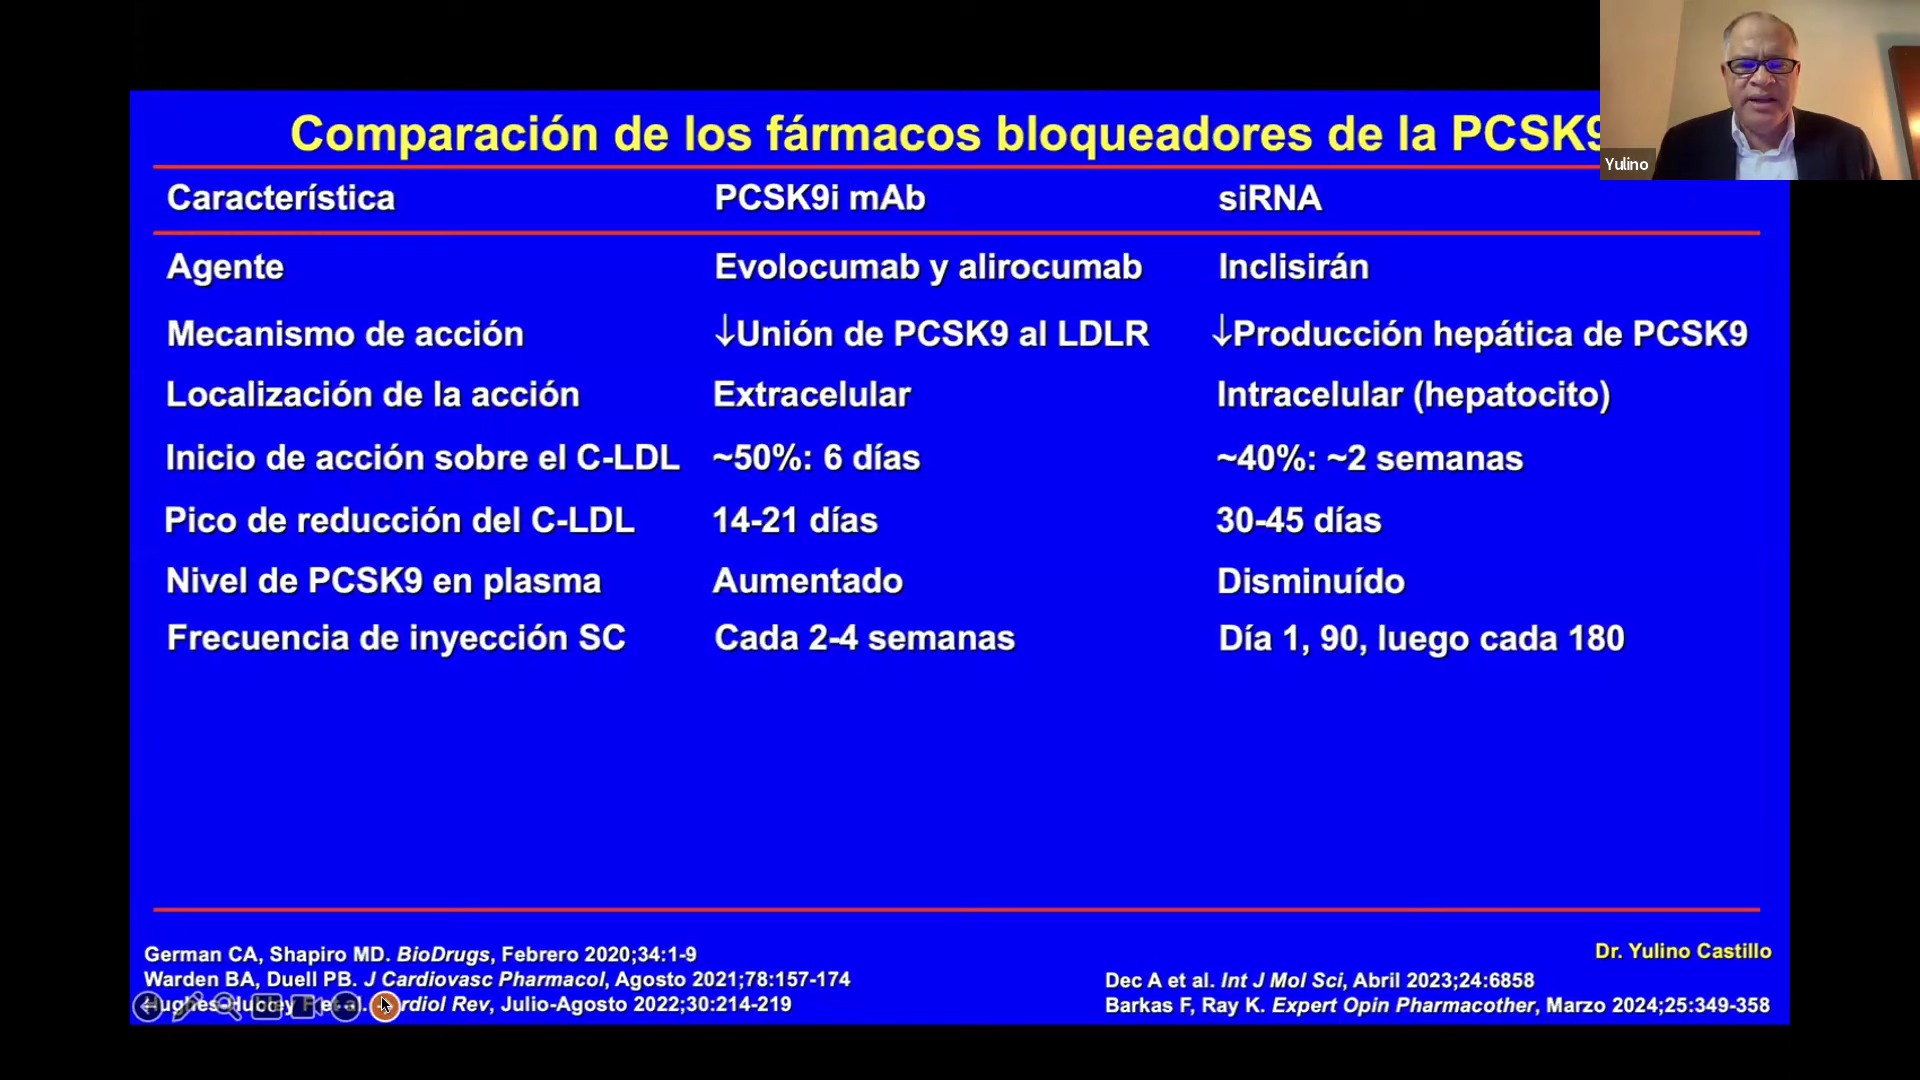 Comparación de los fármacos bloqueadores de la PCSK9
Yulino
Característica PCSK9i mAb siRNA
Agente Evolocumab y alirocumab Inclisirán
Mecanismo de acción ↓Unión de PCSK9 al LDLR ↓Producción hepática de PCSK9
Localización de la acción Extracelular Intracelular (hepatocito)
Inicio de acción sobre el C-LDL ~50%: 6 días ~40%: ~2 semanas
Pico de reducción del C-LDL 14-21 días 30-45 días
Nivel de PCSK9 en plasma Aumentado Disminuído
Frecuencia de inyección SC Cada 2-4 semanas Día 1, 90, luego cada 180
German CA, Shapiro MD. BioDrugs, Febrero 2020;34:1-9
Warden BA, Duell PB. J Cardiovasc Pharmacol, Agosto 2021;78:157-174
Rev, Julio-Agosto 2022;30:214-219
Dr. Yulino Castillo
Dec A et al. Int J Mol Sci, Abril 2023;24:6858
Barkas F, Ray K. Expert Opin Pharmacother, Marzo 2024;25:349-358